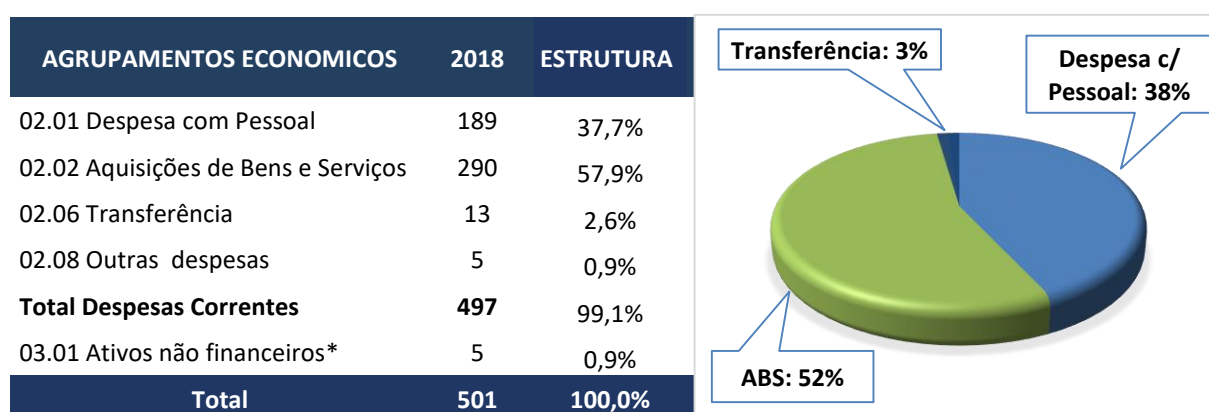 AGRUPAMENTOS ECONOMICOS 2018 ESTRUTURA
02.01 Despesa com Pessoal 189 37,7%
02.02 Aquisições de Bens e Serviços 290 57,9%
02.06 Transferência 13 2,6%
02.08 Outras despesas 5 0,9%
Total Despesas Correntes 497 99,1%
03.01 Ativos não financeiros* 5 0,9%
Total 501 100,0%
Transferência: 3%
Despesa c/
Pessoal: 38%
ABS: 52%